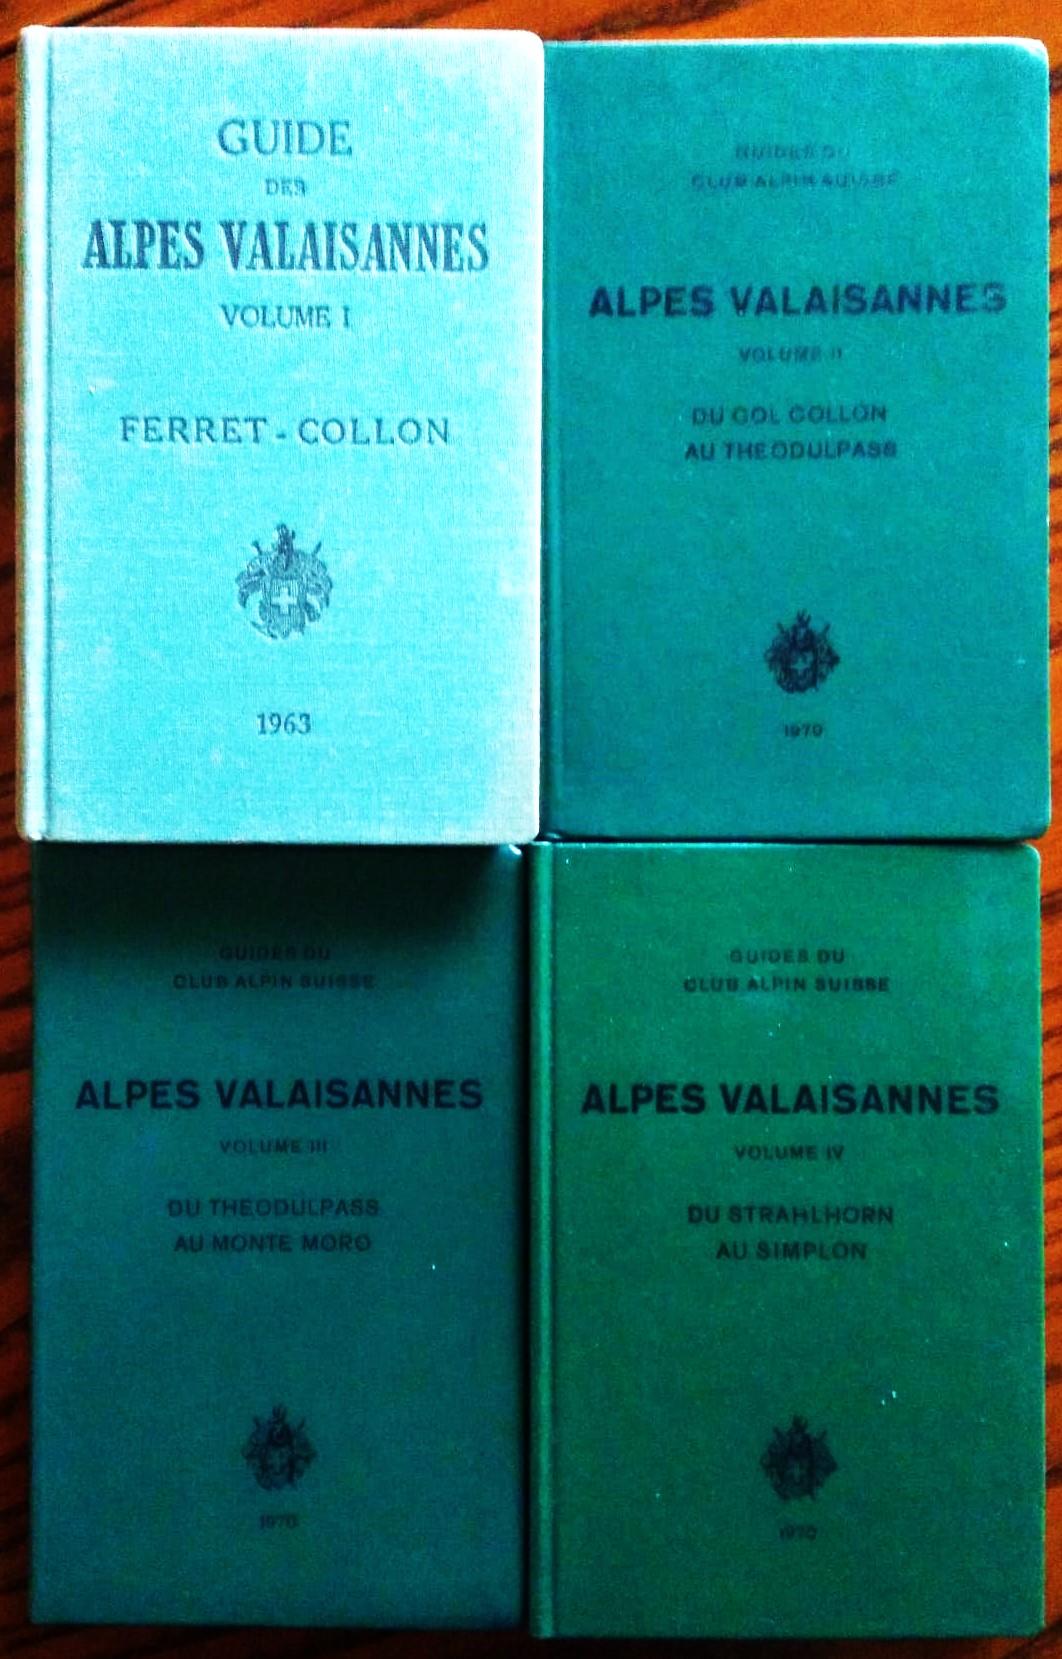 GUIDE
DES
ALPES VALAISANNES
VOLUME I
FERRET - COLLON
1963
GUIDES DU
CLUB ALPIN SUISSE
ALPES VALAISANNES
VOLUME II
DU COL COLLON
AU THEODULPASS
1970
GUIDES DU
CLUB ALPIN SUISSE
ALPES VALAISANNES
VOLUME III
DU THEODULPASS
AU MONTE MORO
1970
GUIDES DU
CLUB ALPIN SUISSE
ALPES VALAISANNES
VOLUME IV
DU STRAHLHORN
AU SIMPLON
1970